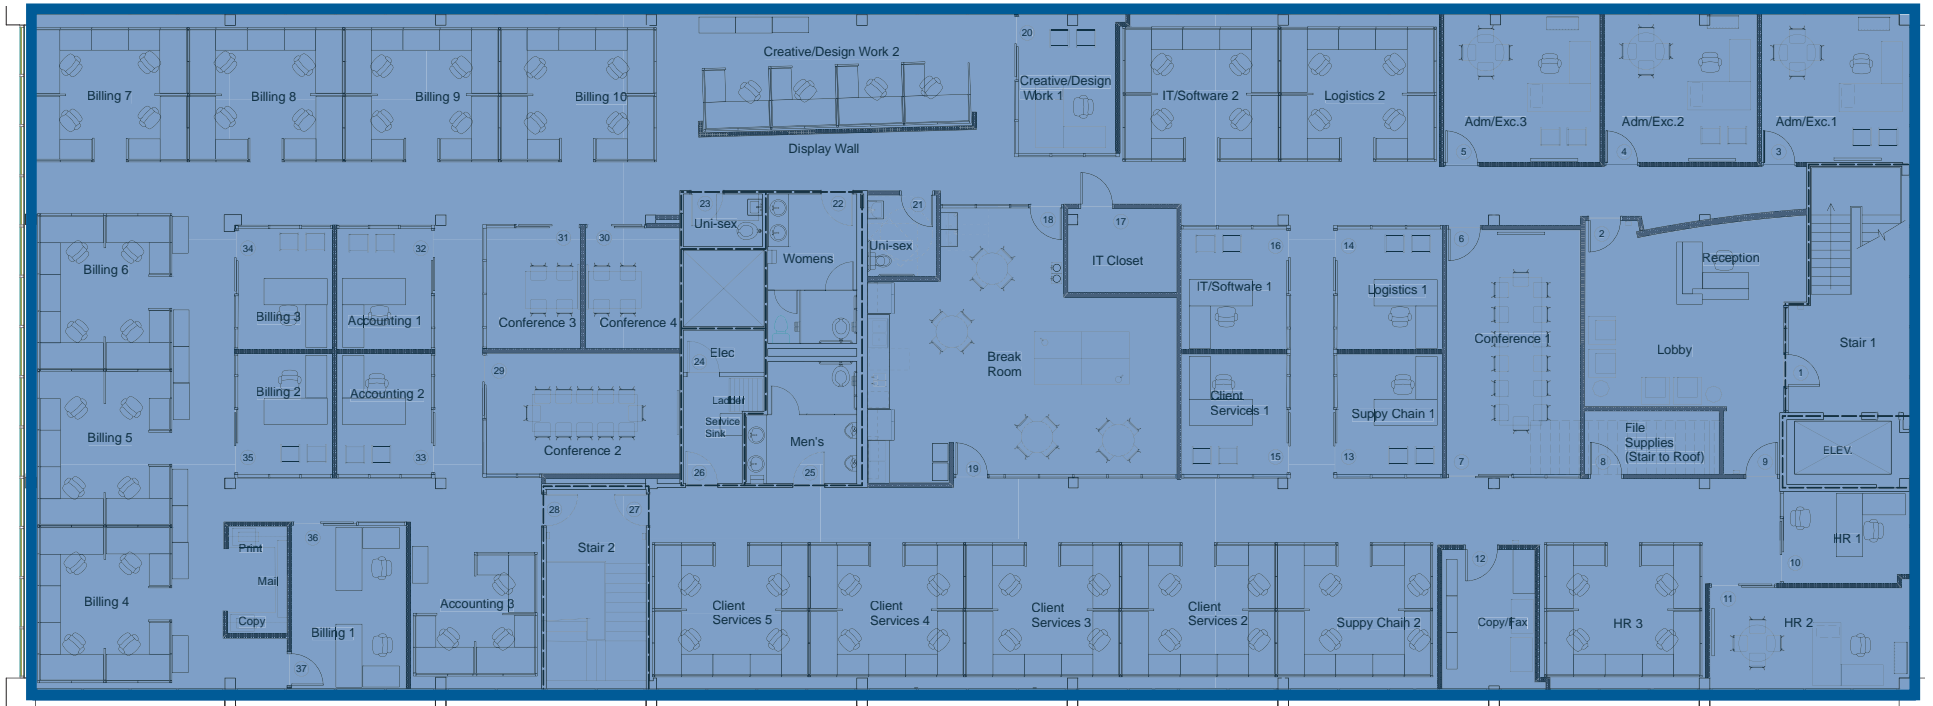 Creative/Design Work 2
20
Creative/Design
Work 1
Billing 7
Billing 8
Billing 9
Billing 10
IT/Software 2
Logistics 2
Adm/Exc.3
Adm/Exc.2
Adm/Exc.1
Display Wall
5
4
3
23
22
21
18
17
Uni-sex
Uni-sex
Womens
34
32
31
30
16
14
6
2
Billing 6
IT Closet
Reception
IT/Software 1
Logistics 1
Billing 3
Accounting 1
Conference 3
Conference 4
Conference 1
Lobby
Stair 1
Elec
24
Break
Room
29
1
Billing 2
Accounting 2
Ladder
Client
Services 1
Suppy Chain 1
Service
Sink
Billing 5
Men's
File
Supplies
(Stair to Roof)
Conference 2
ELEV.
35
33
26
25
19
15
13
7
8
9
28
27
36
Stair 2
Print
HR 1
12
10
Mail
Billing 4
Accounting 3
11
Copy
Billing 1
Client
Services 5
Client
Services 4
Client
Services 3
Client
Services 2
Suppy Chain 2
Copy/Fax
HR 3
HR 2
37